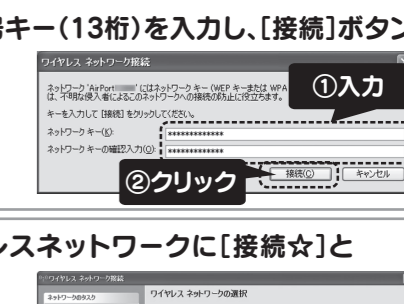 号キー(13桁)を入力し、[接続]ボタン
ワイヤレス ネットワーク接続
ネットワーク 'AirPort ' にはネットワーク キー (WEP キーまたは WPA
は、不明な侵入者によるこのネットワークへの接続の防止に役立ちます。
キーを入力して [接続] をクリックしてください。
①入力
ネットワーク キー(K): *************
ネットワーク キーの確認入力(O): *************
②クリック
接続(C) キャンセル
レスネットワークに[接続☆]と
ワイヤレス ネットワーク接続
ネットワークのタスク
ワイヤレス ネットワークの選択